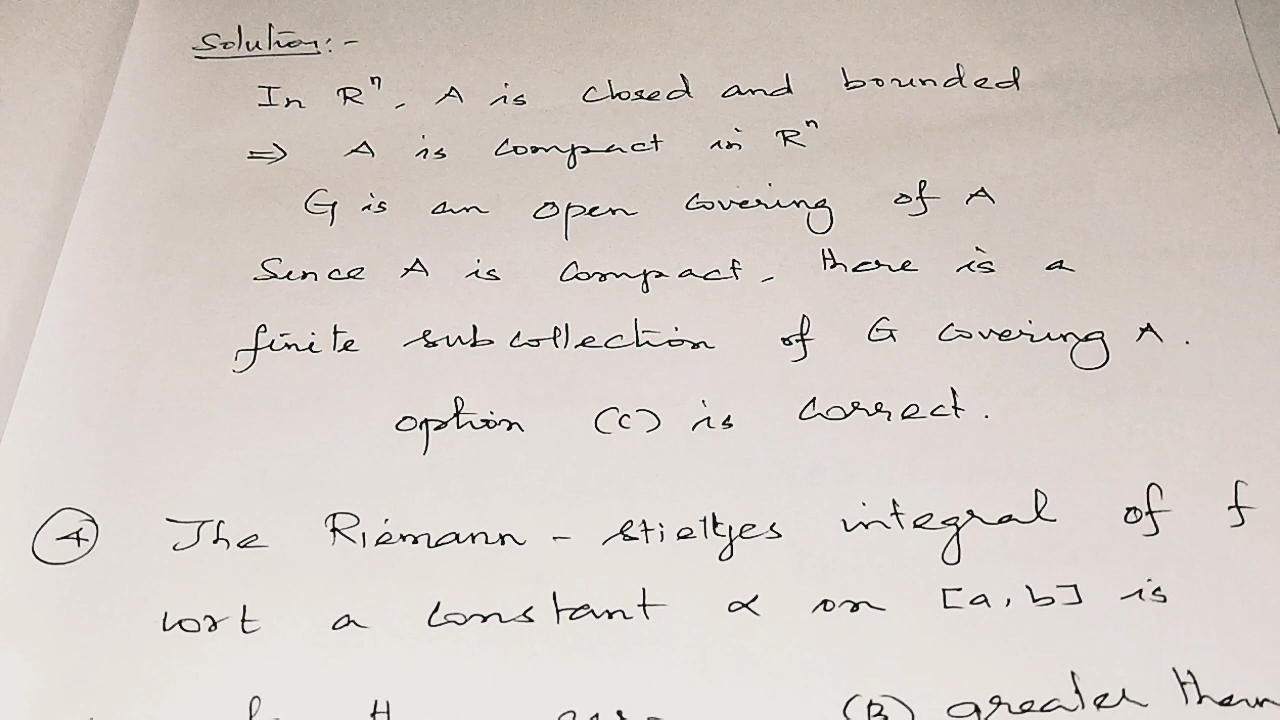 Solution:-
In Rⁿ, A is closed and bounded
⇒ A is compact in Rⁿ
G is an open covering of A
Since A is compact, there is a
finite subcollection of G covering A.
option (C) is correct.
④ The Riemann-stieltjes integral of f
wrt a constant α on [a,b] is
(B) greater than